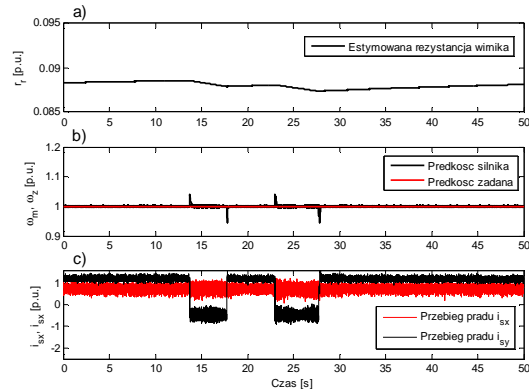 a)
0.095
0.09
0.085
r_r [p.u.]
Estymowana rezystancja wirnika
0 5 10 15 20 25 30 35 40 45 50
b)
1.2
1.1
1
0.9
ω_m, ω_z [p.u.]
Predkosc silnika
Predkosc zadana
0 5 10 15 20 25 30 35 40 45 50
c)
1
0
-1
-2
i_sx, i_sx [p.u.]
Przebieg pradu i_sx
Przebieg pradu i_sy
0 5 10 15 20 25 30 35 40 45 50
Czas [s]